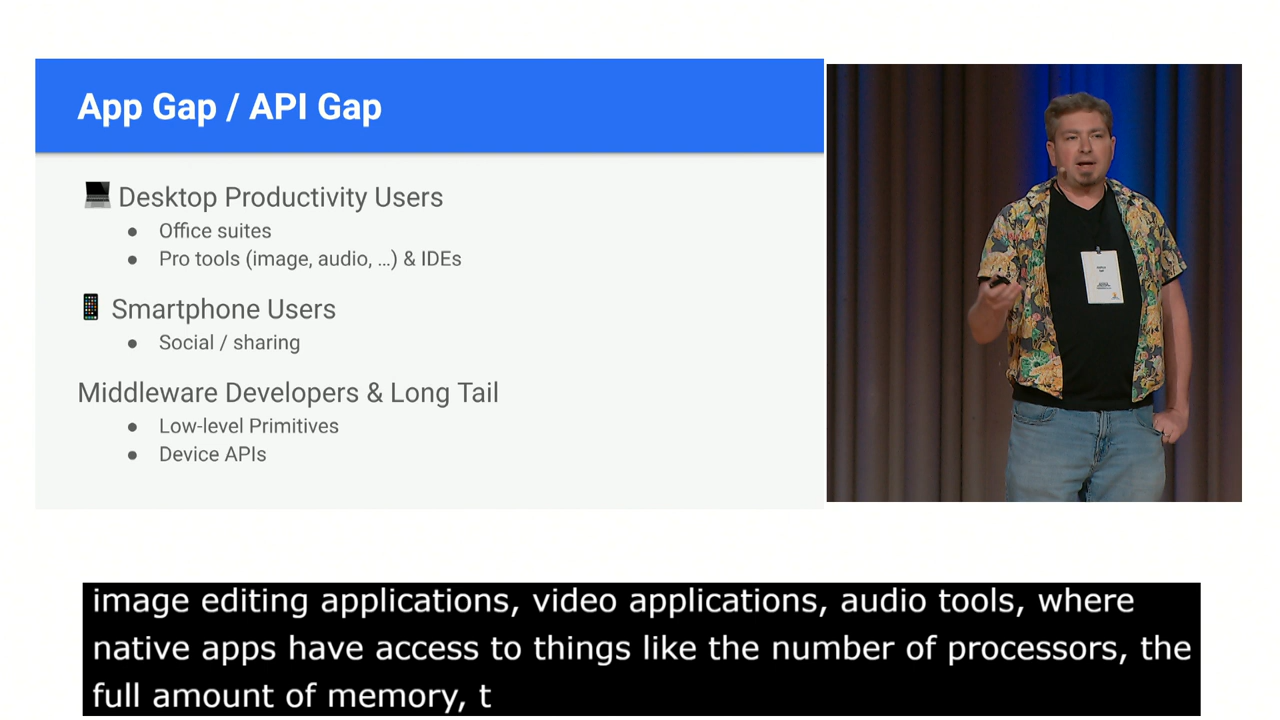 App Gap / API Gap
Desktop Productivity Users
● Office suites
● Pro tools (image, audio, ...) & IDEs
Smartphone Users
● Social / sharing
Middleware Developers & Long Tail
● Low-level Primitives
● Device APIs
image editing applications, video applications, audio tools, where
native apps have access to things like the number of processors, the
full amount of memory, t